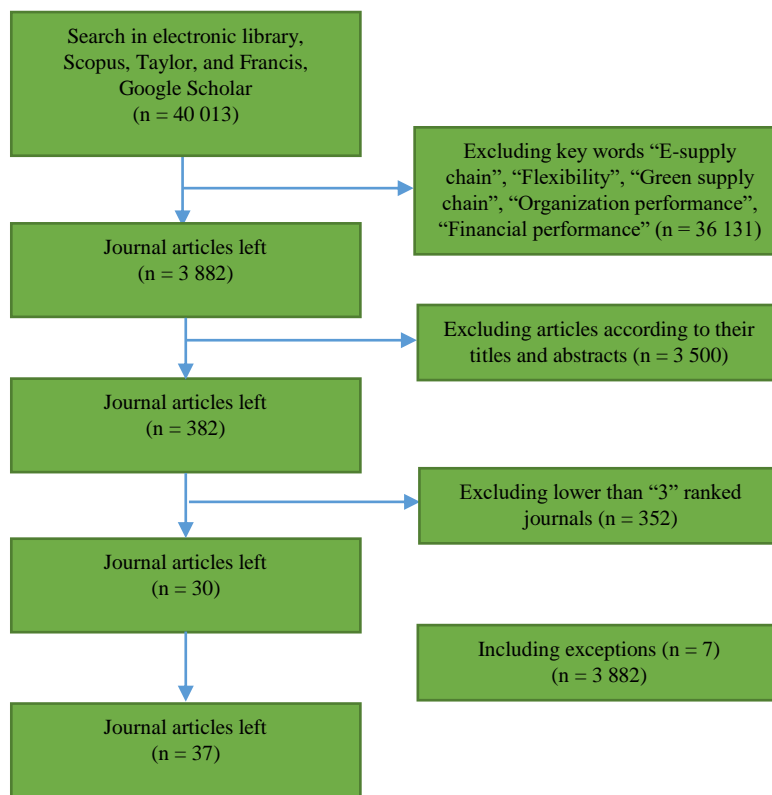 Search in electronic library,
Scopus, Taylor, and Francis,
Google Scholar
(n = 40 013)
Excluding key words “E-supply
chain”, “Flexibility”, “Green supply
chain”, “Organization performance”,
“Financial performance” (n = 36 131)
Journal articles left
(n = 3 882)
Excluding articles according to their
titles and abstracts (n = 3 500)
Journal articles left
(n = 382)
Excluding lower than “3” ranked
journals (n = 352)
Journal articles left
(n = 30)
Including exceptions (n = 7)
(n = 3 882)
Journal articles left
(n = 37)